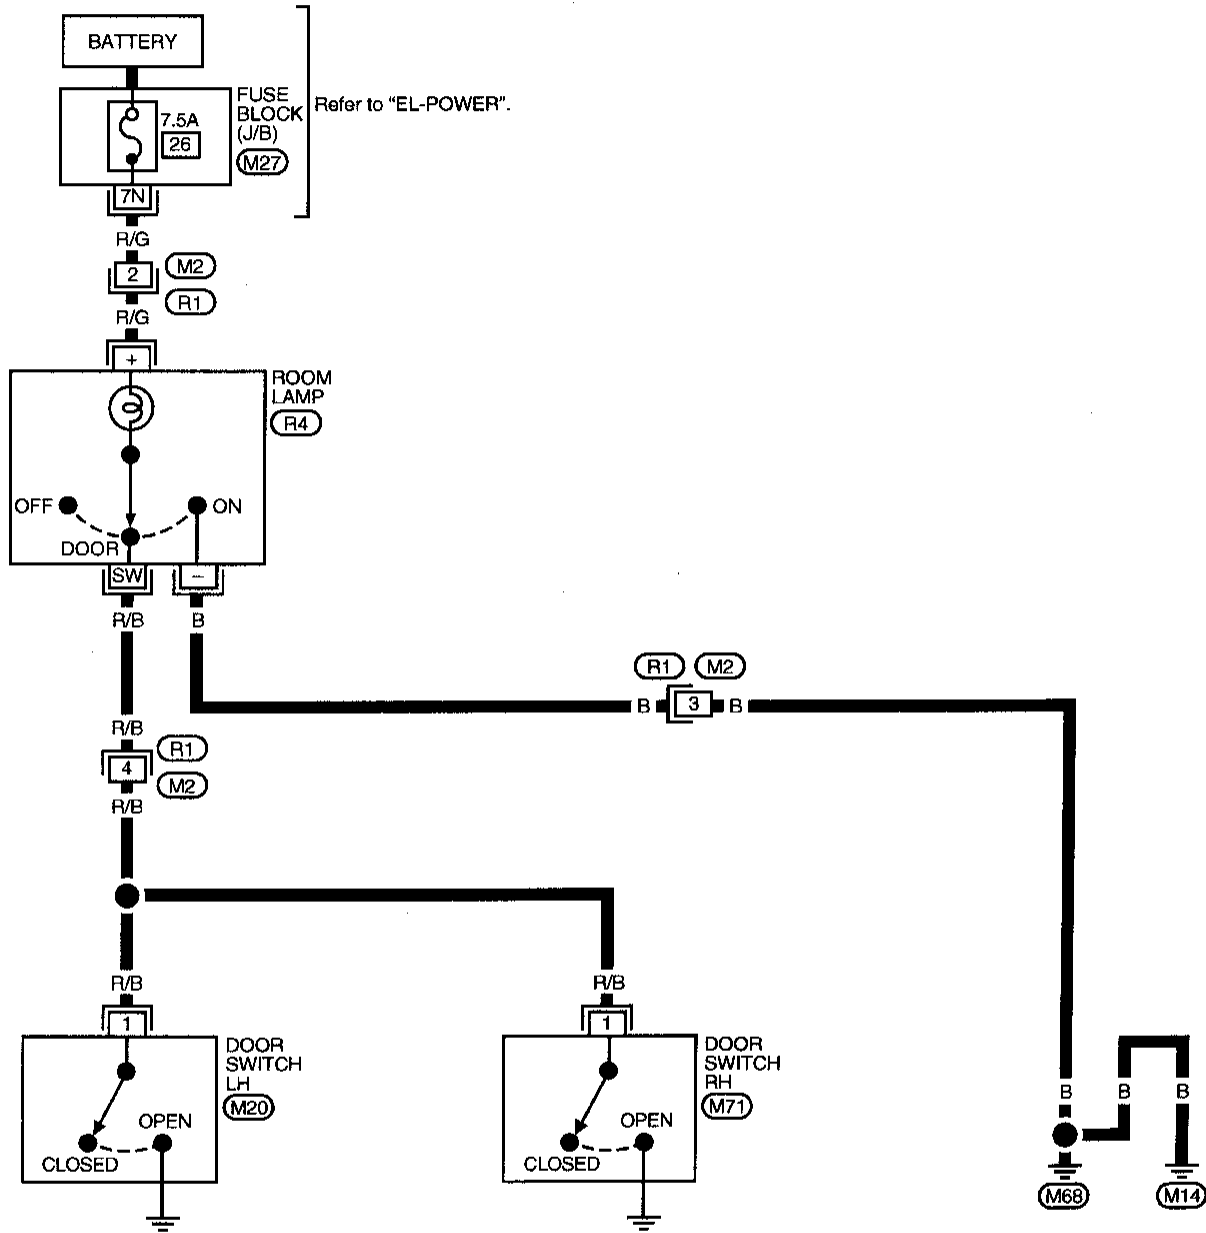 BATTERY
FUSE
BLOCK
(J/B)
M27
7.5A
26
Refer to "EL-POWER".
7N
R/G
2
M2
R1
R/G
+
ROOM
LAMP
R4
OFF
ON
DOOR
SW
–
R/B
B
R1
M2
B
3
B
R/B
4
R1
M2
R/B
R/B
R/B
1
1
DOOR
SWITCH
LH
M20
OPEN
CLOSED
DOOR
SWITCH
RH
M71
OPEN
CLOSED
B
B
B
M68
M14